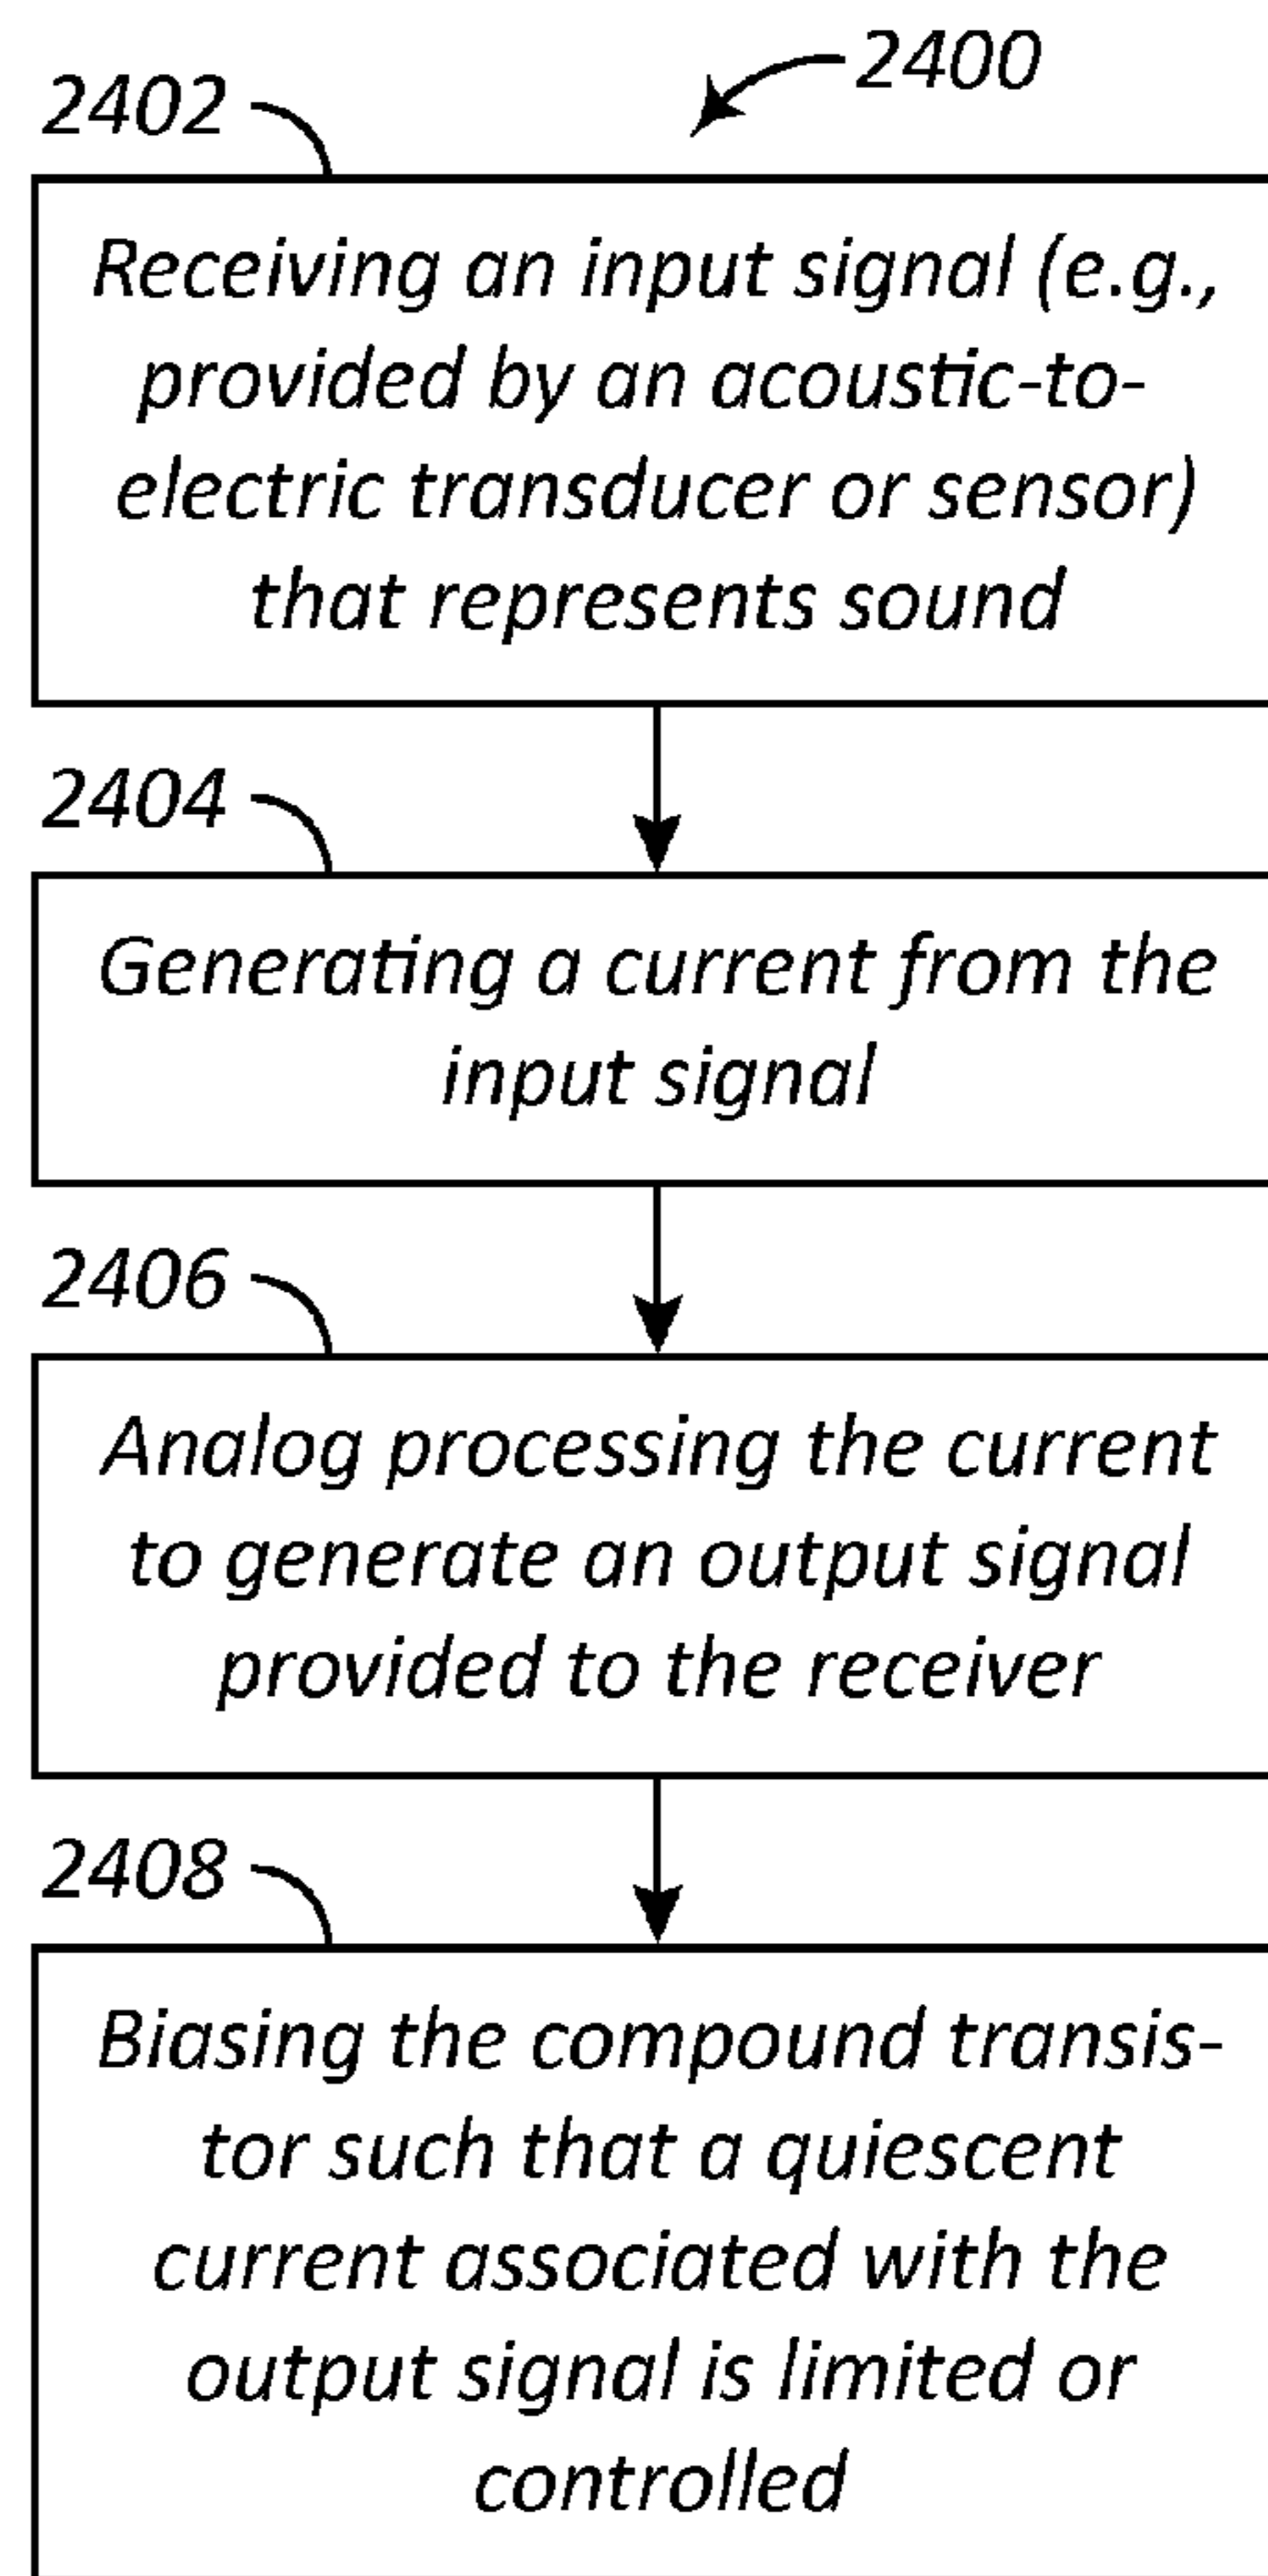 2400
2402
Receiving an input signal (e.g.,
provided by an acoustic-to-
electric transducer or sensor)
that represents sound
2404
Generating a current from the
input signal
2406
Analog processing the current
to generate an output signal
provided to the receiver
2408
Biasing the compound transis-
tor such that a quiescent
current associated with the
output signal is limited or
controlled